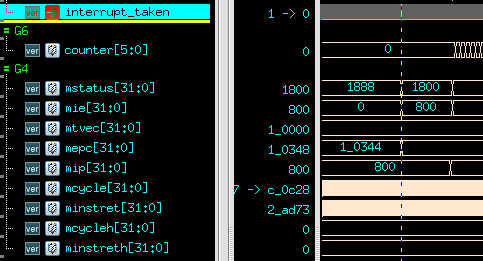 interrupt_taken 1 -> 0
= G6
ver counter[5:0] 0 0
= G4
ver mstatus[31:0] 1800 1888 1800
ver mie[31:0] 800 0 800
ver mtvec[31:0] 1_0000
ver mepc[31:0] 1_0348 1_0344
ver mip[31:0] 800 800
ver mcycle[31:0] 7 -> c_0c28
ver minstret[31:0] 2_ad73
ver mcycleh[31:0] 0
ver minstreth[31:0] 0